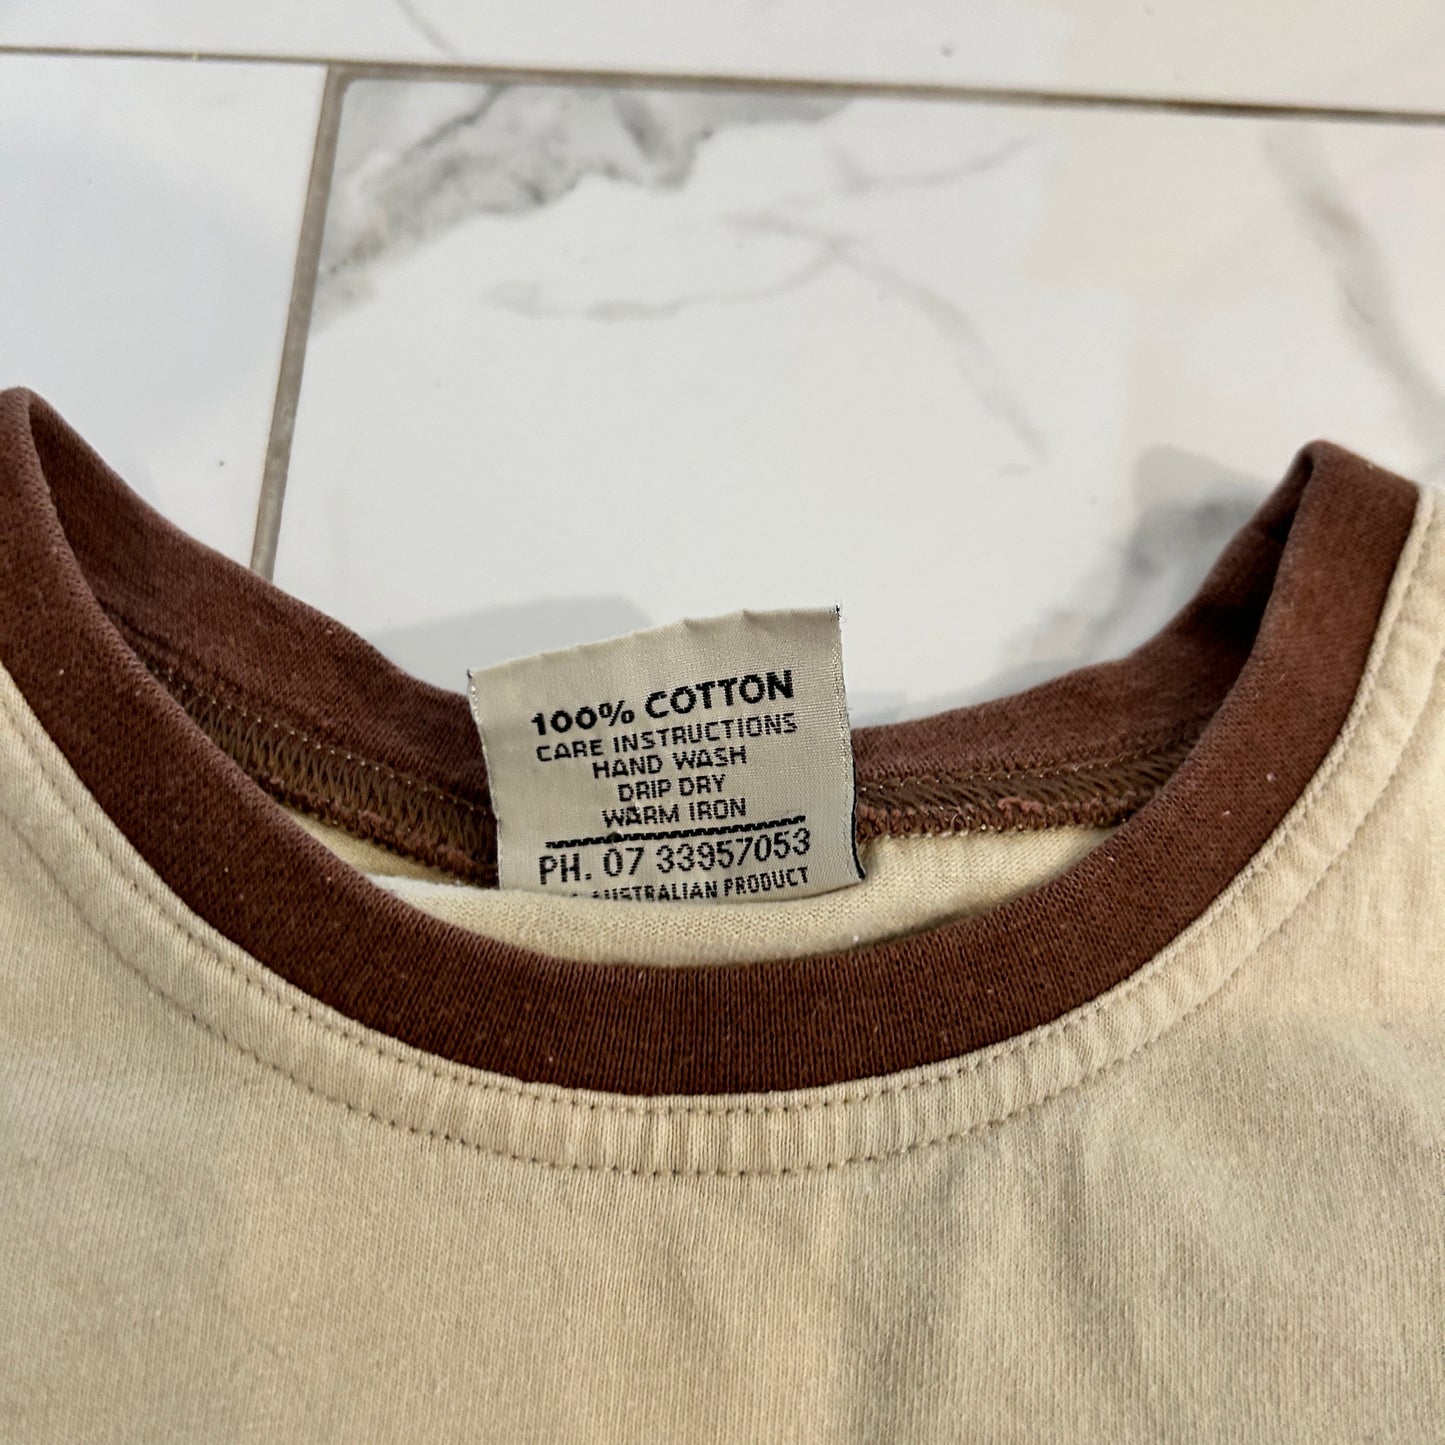 100% COTTON
CARE INSTRUCTIONS
HAND WASH
DRIP DRY
WARM IRON
PH. 07 33957053
AUSTRALIAN PRODUCT